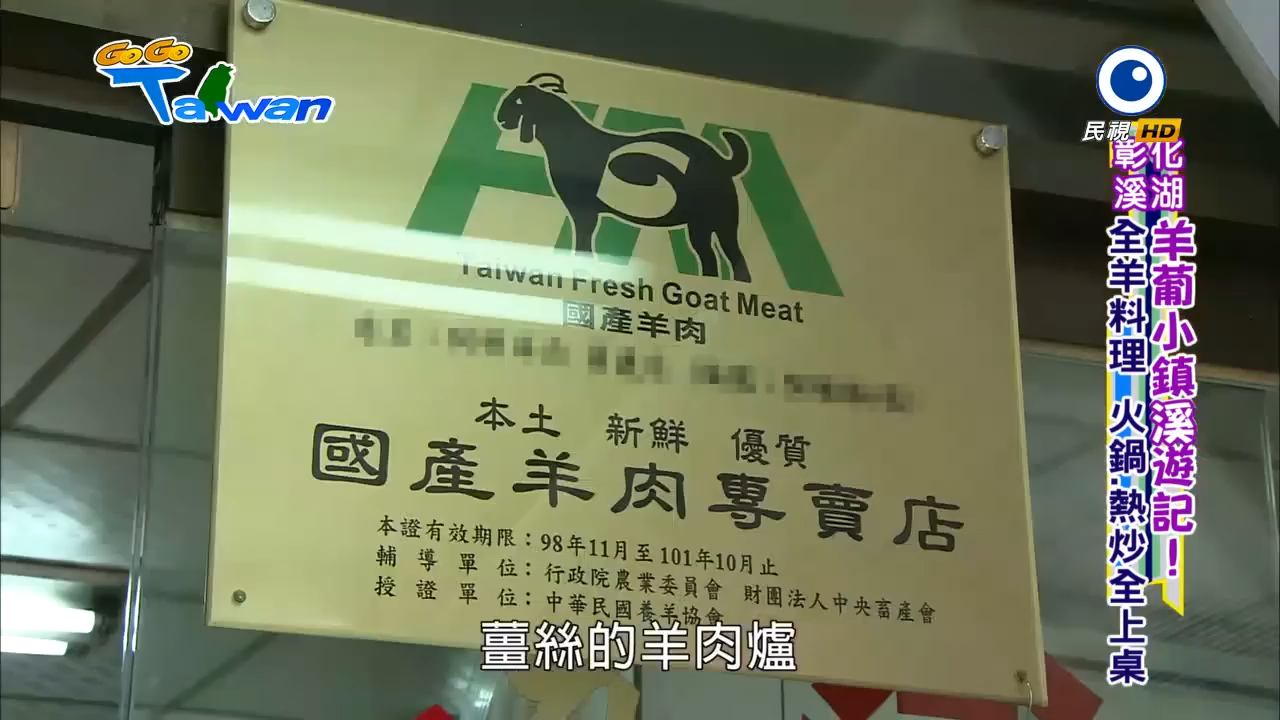 GoGo
Taiwan
民視HD
彰化
溪湖
羊葡小鎮溪遊記！
全羊料理 火鍋.熱炒全上桌
Taiwan Fresh Goat Meat
國產羊肉
本土 新鮮 優質
國產羊肉專賣店
本證有效期限：98年11月至101年10月止
輔導單位：行政院農業委員會 財團法人中央畜產會
授證單位：中華民國養羊協會
薑絲的羊肉爐